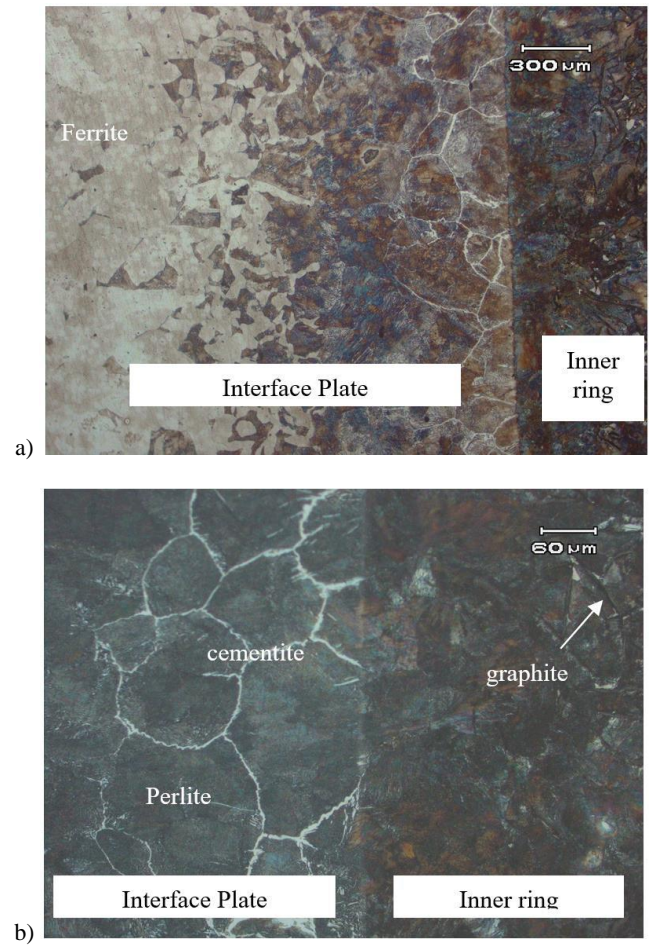 300 µm
Ferrite
Interface Plate
Inner
ring
a)
60 µm
cementite
graphite
Perlite
Interface Plate
Inner ring
b)